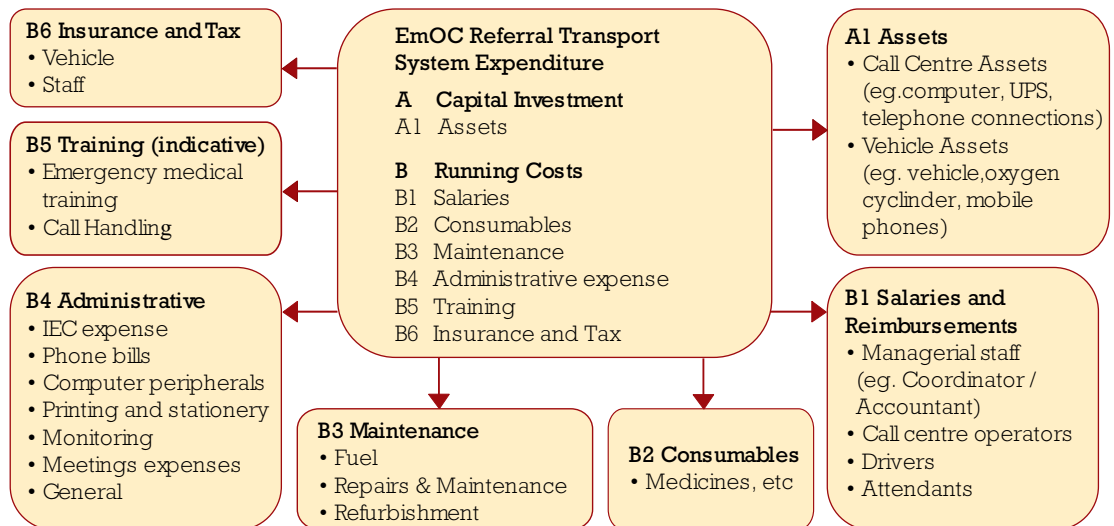 B6 Insurance and Tax
• Vehicle
• Staff
B5 Training (indicative)
• Emergency medical
training
• Call Handling
B4 Administrative
• IEC expense
• Phone bills
• Computer peripherals
• Printing and stationery
• Monitoring
• Meetings expenses
• General
EmOC Referral Transport
System Expenditure
A Capital Investment
A1 Assets
B Running Costs
B1 Salaries
B2 Consumables
B3 Maintenance
B4 Administrative expense
B5 Training
B6 Insurance and Tax
B3 Maintenance
• Fuel
• Repairs & Maintenance
• Refurbishment
B2 Consumables
• Medicines, etc
A1 Assets
• Call Centre Assets
(eg.computer, UPS,
telephone connections)
• Vehicle Assets
(eg. vehicle,oxygen
cyclinder, mobile
phones)
B1 Salaries and
Reimbursements
• Managerial staff
(eg. Coordinator /
Accountant)
• Call centre operators
• Drivers
• Attendants